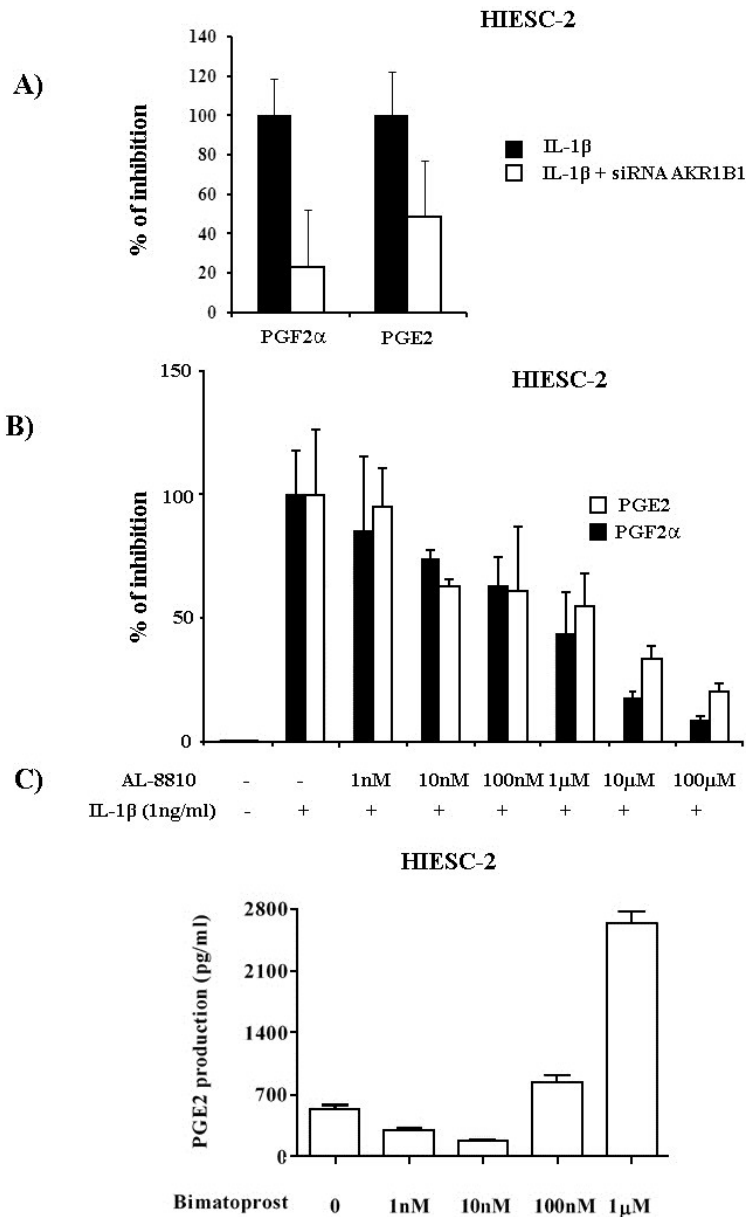 HIESC-2
A)
% of inhibition
140
120
100
80
60
40
20
0
IL-1β
IL-1β + siRNA AKR1B1
PGF2α PGE2
HIESC-2
B)
% of inhibition
150
100
50
0
PGE2
PGF2α
C)
AL-8810 - - 1nM 10nM 100nM 1µM 10µM 100µM
IL-1β (1ng/ml) - + + + + + + +
HIESC-2
PGE2 production (pg/ml)
2800
2100
1400
700
0
Bimatoprost 0 1nM 10nM 100nM 1µM